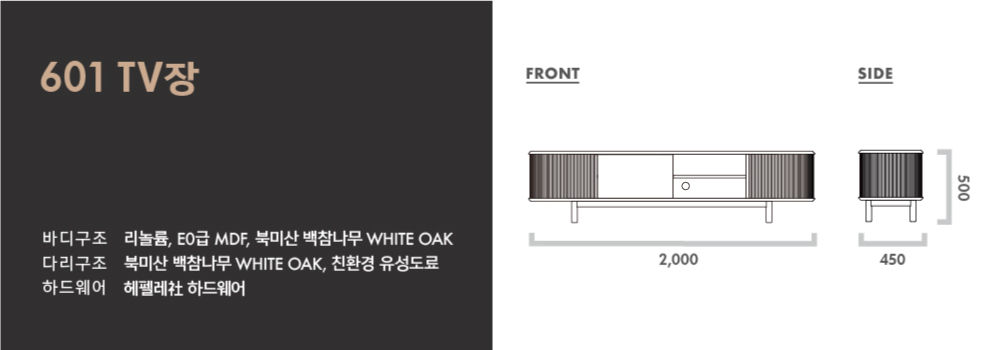 601 TV장
바디구조 리놀륨, E0급 MDF, 북미산 백참나무 WHITE OAK
다리구조 북미산 백참나무 WHITE OAK, 친환경 유성도료
하드웨어 헤펠레社 하드웨어
FRONT
SIDE
500
2,000
450